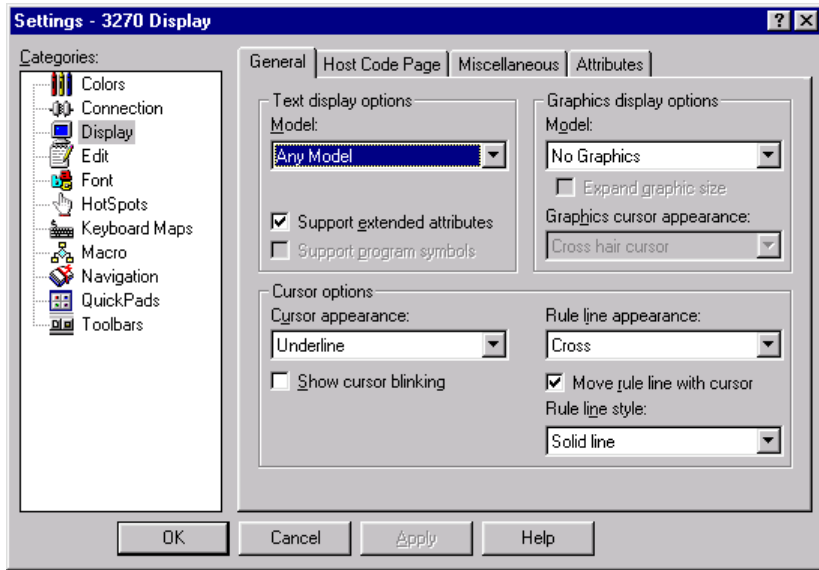 Settings - 3270 Display
Categories:
Colors
Connection
Display
Edit
Font
HotSpots
Keyboard Maps
Macro
Navigation
QuickPads
Toolbars
General Host Code Page Miscellaneous Attributes
Text display options
Model:
Any Model
Support extended attributes
Support program symbols
Graphics display options
Model:
No Graphics
Expand graphic size
Graphics cursor appearance:
Cross hair cursor
Cursor options
Cursor appearance:
Underline
Show cursor blinking
Rule line appearance:
Cross
Move rule line with cursor
Rule line style:
Solid line
OK Cancel Apply Help